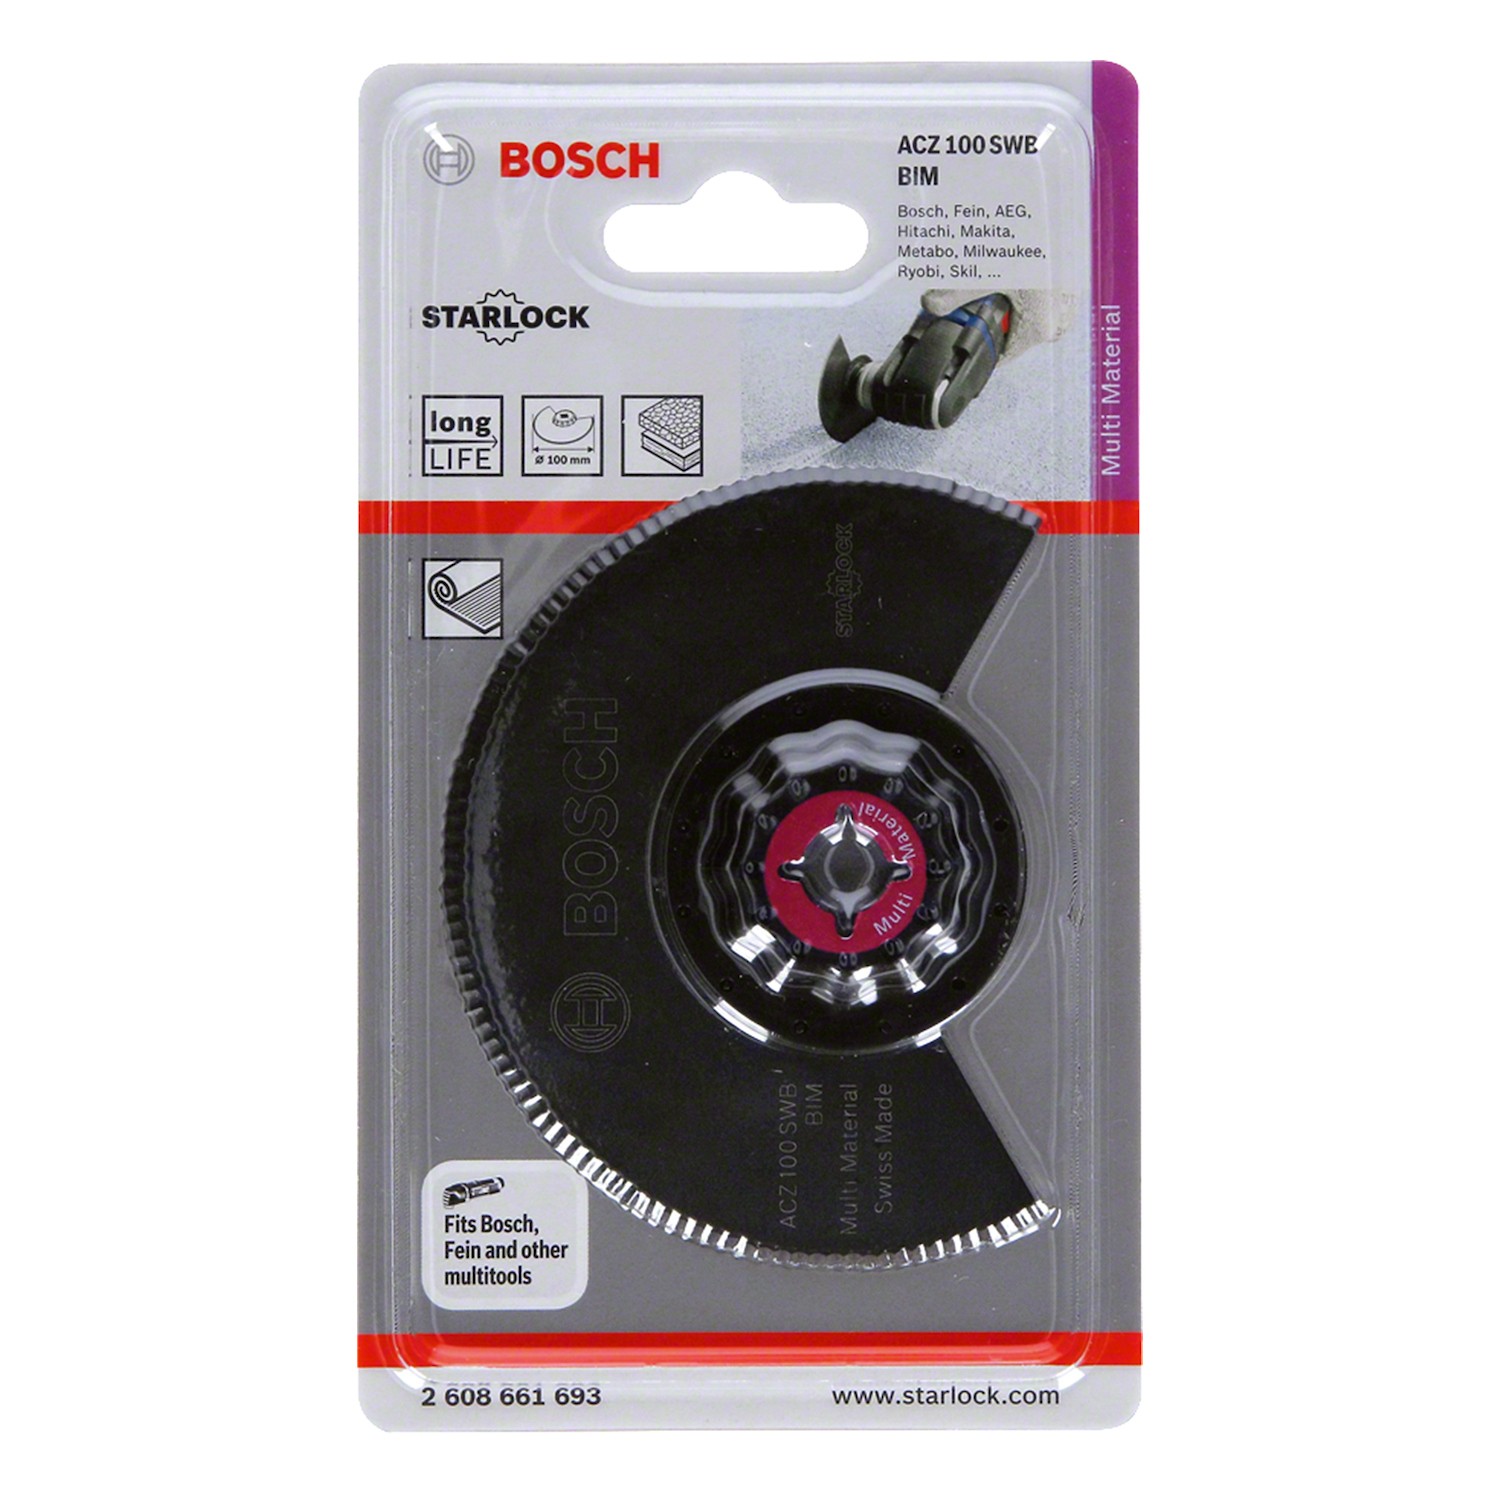 BOSCH
ACZ 100 SWB
BIM
Bosch, Fein, AEG,
Hitachi, Makita,
Metabo, Milwaukee,
Ryobi, Skil, ...
STARLOCK
long
LIFE
Ø 100 mm
Multi Material
STARLOCK
BOSCH
Multi Material
ACZ 100 SWB
BIM
Multi Material
Swiss Made
Fits Bosch,
Fein and other
multitools
2 608 661 693
www.starlock.com